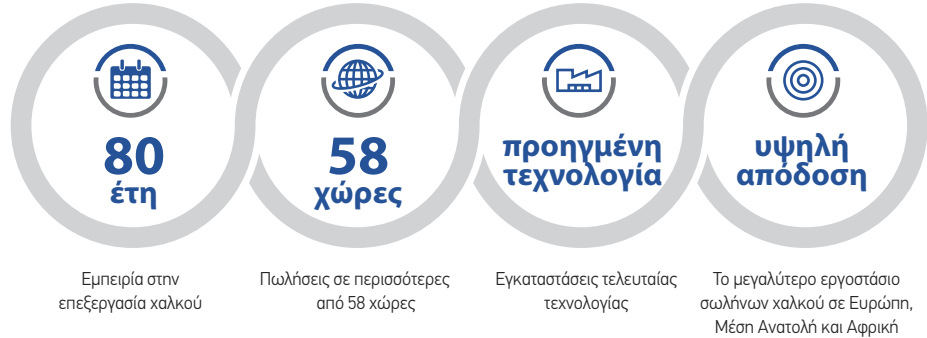 80
έτη
Εμπειρία στην
επεξεργασία χαλκού
58
χώρες
Πωλήσεις σε περισσότερες
από 58 χώρες
προηγμένη
τεχνολογία
Εγκαταστάσεις τελευταίας
τεχνολογίας
υψηλή
απόδοση
Το μεγαλύτερο εργοστάσιο
σωλήνων χαλκού σε Ευρώπη,
Μέση Ανατολή και Αφρική